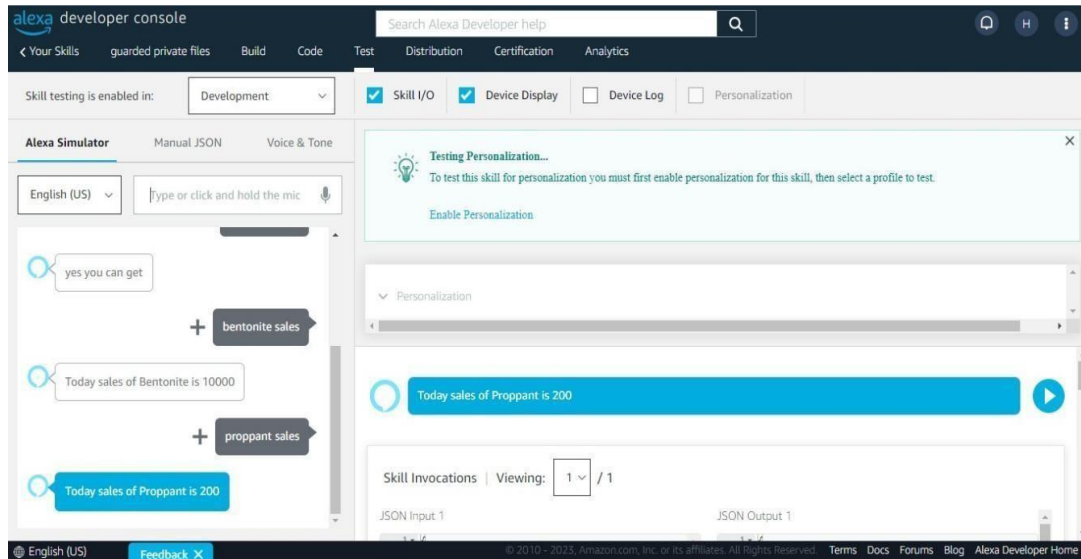 alexa developer console
Search Alexa Developer help
H
Your Skills guarded private files Build Code Test Distribution Certification Analytics
Skill testing is enabled in: Development
Skill I/O Device Display Device Log Personalization
Alexa Simulator Manual JSON Voice & Tone
English (US) Type or click and hold the mic
Testing Personalization...
To test this skill for personalization you must first enable personalization for this skill, then select a profile to test.
Enable Personalization
Personalization
yes you can get
bentonite sales
Today sales of Bentonite is 10000
proppant sales
Today sales of Proppant is 200
Today sales of Proppant is 200
Skill Invocations | Viewing: 1 / 1
JSON Input 1 JSON Output 1
English (US) Feedback X © 2010 - 2023, Amazon.com, Inc. or its affiliates. All Rights Reserved. Terms Docs Forums Blog Alexa Developer Home